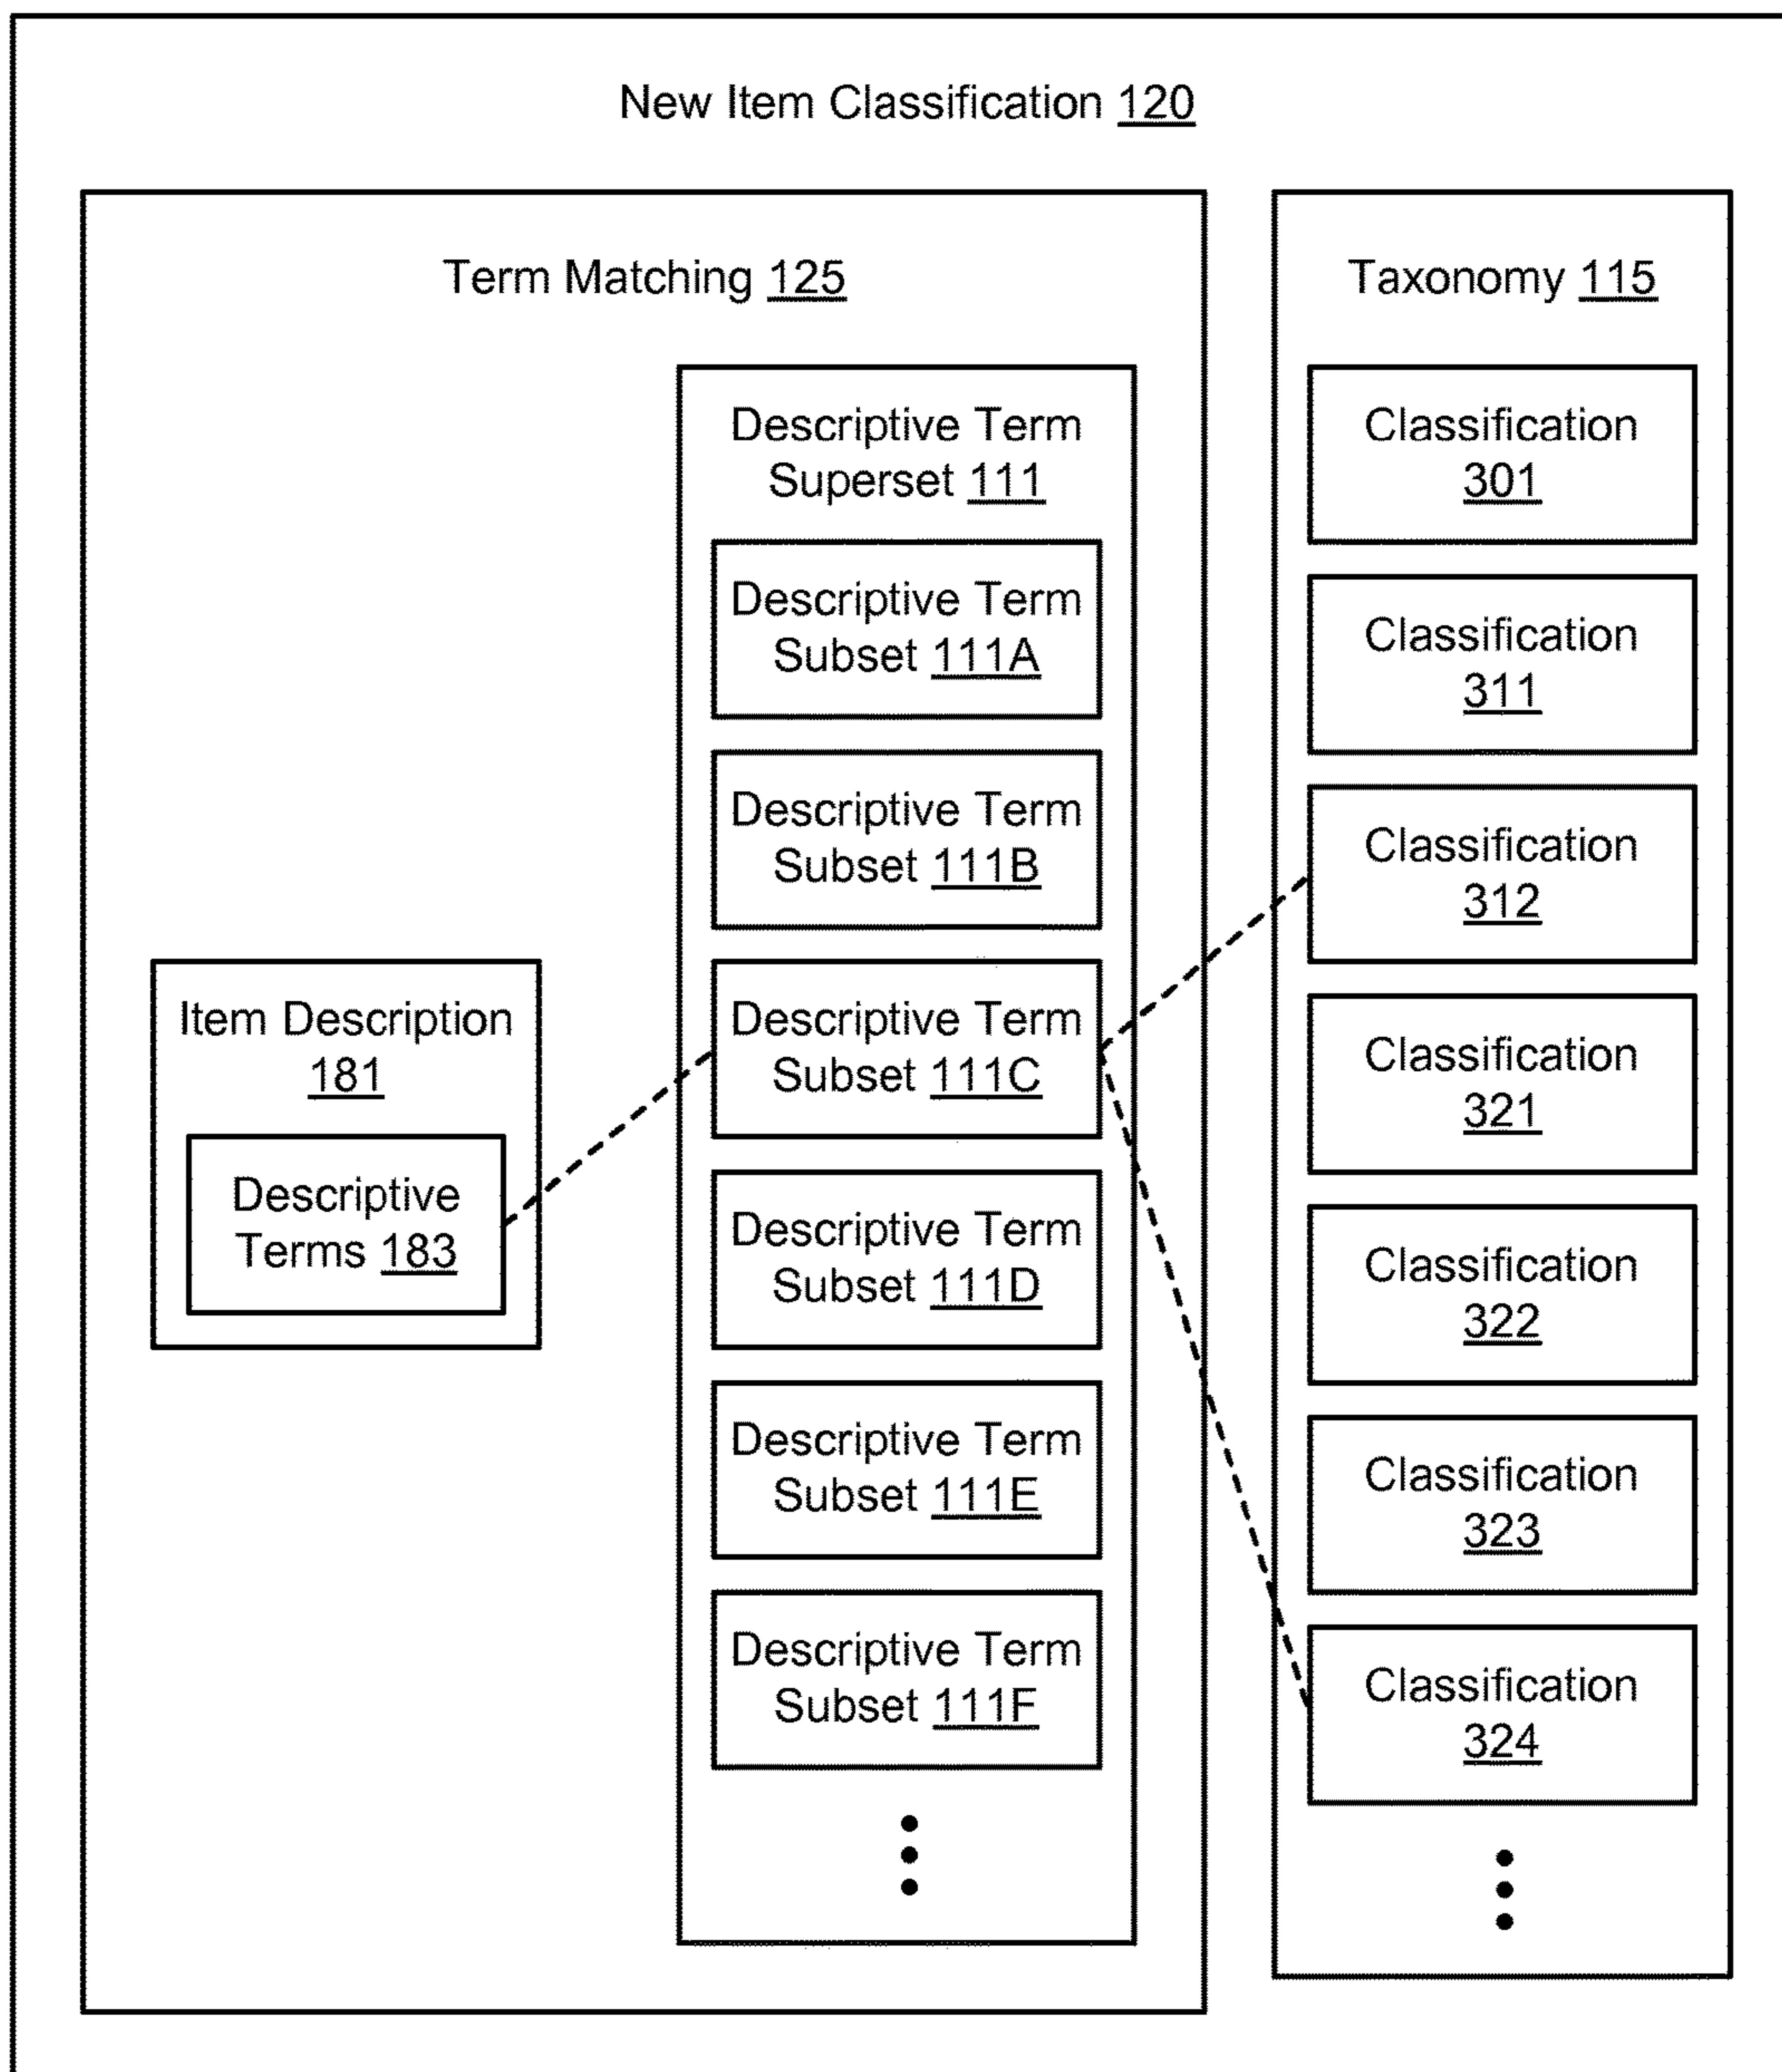 New Item Classification 120
Term Matching 125
Item Description
181
Descriptive
Terms 183
Descriptive Term
Superset 111
Descriptive Term
Subset 111A
Descriptive Term
Subset 111B
Descriptive Term
Subset 111C
Descriptive Term
Subset 111D
Descriptive Term
Subset 111E
Descriptive Term
Subset 111F
Taxonomy 115
Classification
301
Classification
311
Classification
312
Classification
321
Classification
322
Classification
323
Classification
324